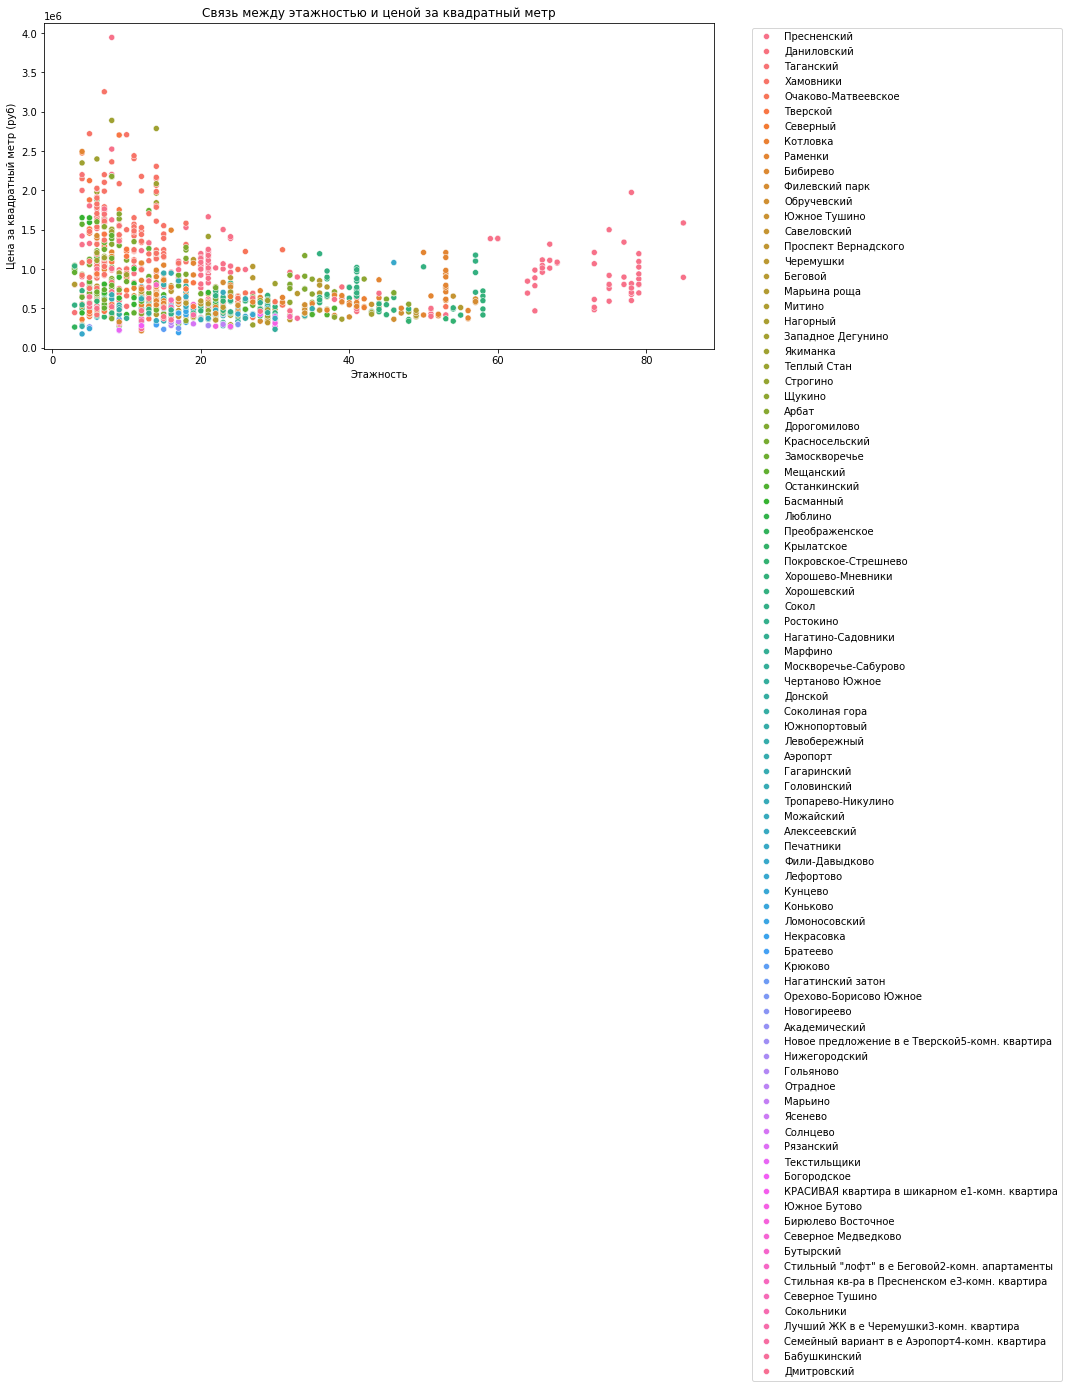 Связь между этажностью и ценой за квадратный метр
1e6
4.0
3.5
3.0
2.5
2.0
1.5
1.0
0.5
0.0
Цена за квадратный метр (руб)
0
20
40
60
80
Этажность
Пресненский
Даниловский
Таганский
Хамовники
Очаково-Матвеевское
Тверской
Северный
Котловка
Раменки
Бибирево
Филевский парк
Обручевский
Южное Тушино
Савеловский
Проспект Вернадского
Черемушки
Беговой
Марьина роща
Митино
Нагорный
Западное Дегунино
Якиманка
Теплый Стан
Строгино
Щукино
Арбат
Дорогомилово
Красносельский
Замоскворечье
Мещанский
Останкинский
Басманный
Люблино
Преображенское
Крылатское
Покровское-Стрешнево
Хорошево-Мневники
Хорошевский
Сокол
Ростокино
Нагатино-Садовники
Марфино
Москворечье-Сабурово
Чертаново Южное
Донской
Соколиная гора
Южнопортовый
Левобережный
Аэропорт
Гагаринский
Головинский
Тропарево-Никулино
Можайский
Алексеевский
Печатники
Фили-Давыдково
Лефортово
Кунцево
Коньково
Ломоносовский
Некрасовка
Братеево
Крюково
Нагатинский затон
Орехово-Борисово Южное
Новогиреево
Академический
Новое предложение в е Тверской5-комн. квартира
Нижегородский
Гольяново
Отрадное
Марьино
Ясенево
Солнцево
Рязанский
Текстильщики
Богородское
КРАСИВАЯ квартира в шикарном е1-комн. квартира
Южное Бутово
Бирюлево Восточное
Северное Медведково
Бутырский
Стильный "лофт" в е Беговой2-комн. апартаменты
Стильная кв-ра в Пресненском е3-комн. квартира
Северное Тушино
Сокольники
Лучший ЖК в е Черемушки3-комн. квартира
Семейный вариант в е Аэропорт4-комн. квартира
Бабушкинский
Дмитровский